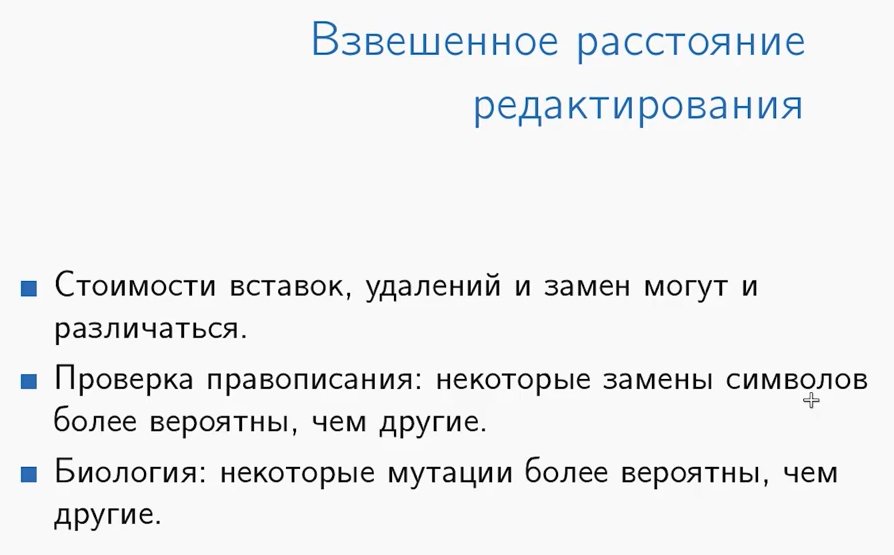 Взвешенное расстояние
редактирования
Стоимости вставок, удалений и замен могут и
различаться.
Проверка правописания: некоторые замены символов
более вероятны, чем другие.
Биология: некоторые мутации более вероятны, чем
другие.